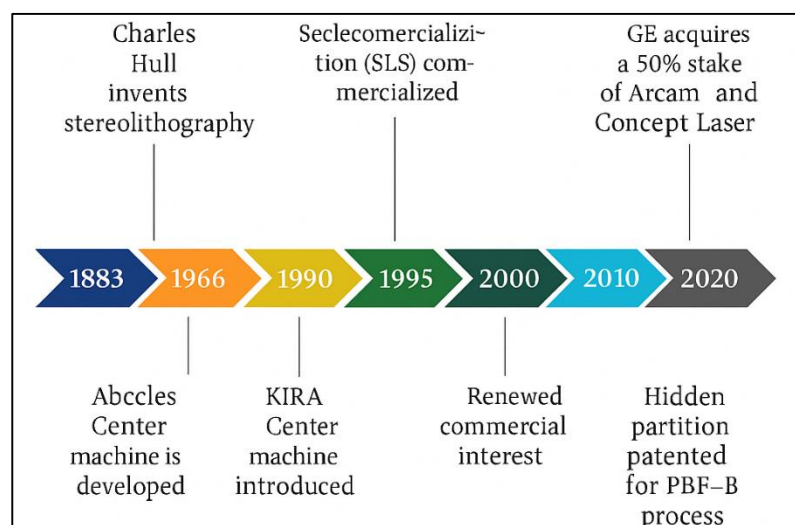 Charles
Hull
invents
stereolithography
Seclecomercializi-
tion (SLS) com-
mercialized
GE acquires
a 50% stake
of Arcam and
Concept Laser
1883
1966
1990
1995
2000
2010
2020
Abccles
Center
machine is
developed
KIRA
Center
machine
introduced
Renewed
commercial
interest
Hidden
partition
patented
for PBF–B
process